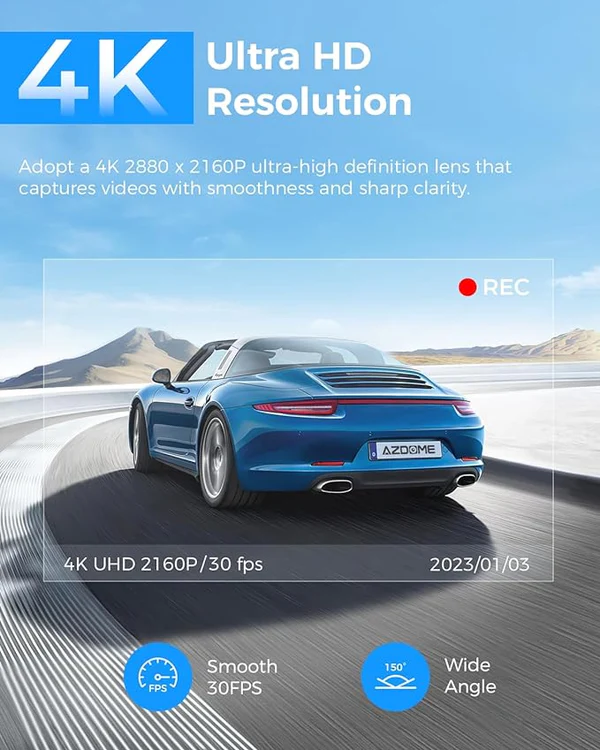 4K
Ultra HD
Resolution
Adopt a 4K 2880 x 2160P ultra-high definition lens that
captures videos with smoothness and sharp clarity.
REC
AZDOME
4K UHD 2160P/30 fps
2023/01/03
FPS
Smooth
30FPS
150°
Wide
Angle